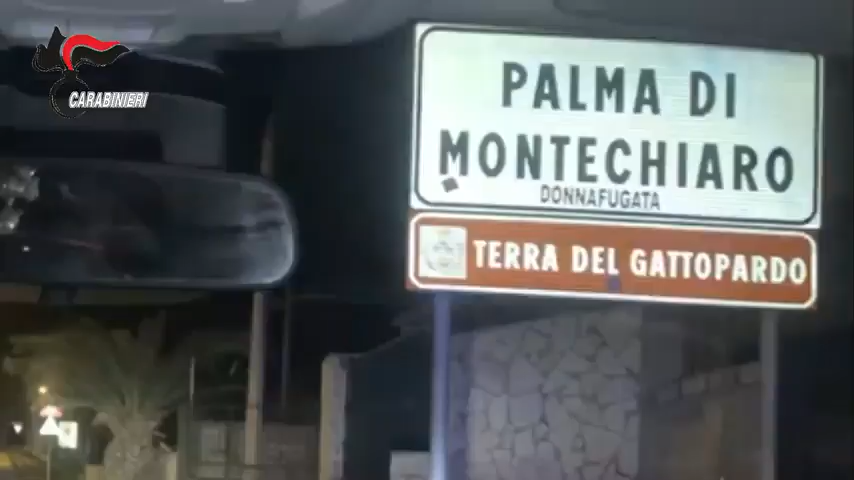 CARABINIERI
PALMA DI
MONTECHIARO
DONNAFUGATA
TERRA DEL GATTOPARDO